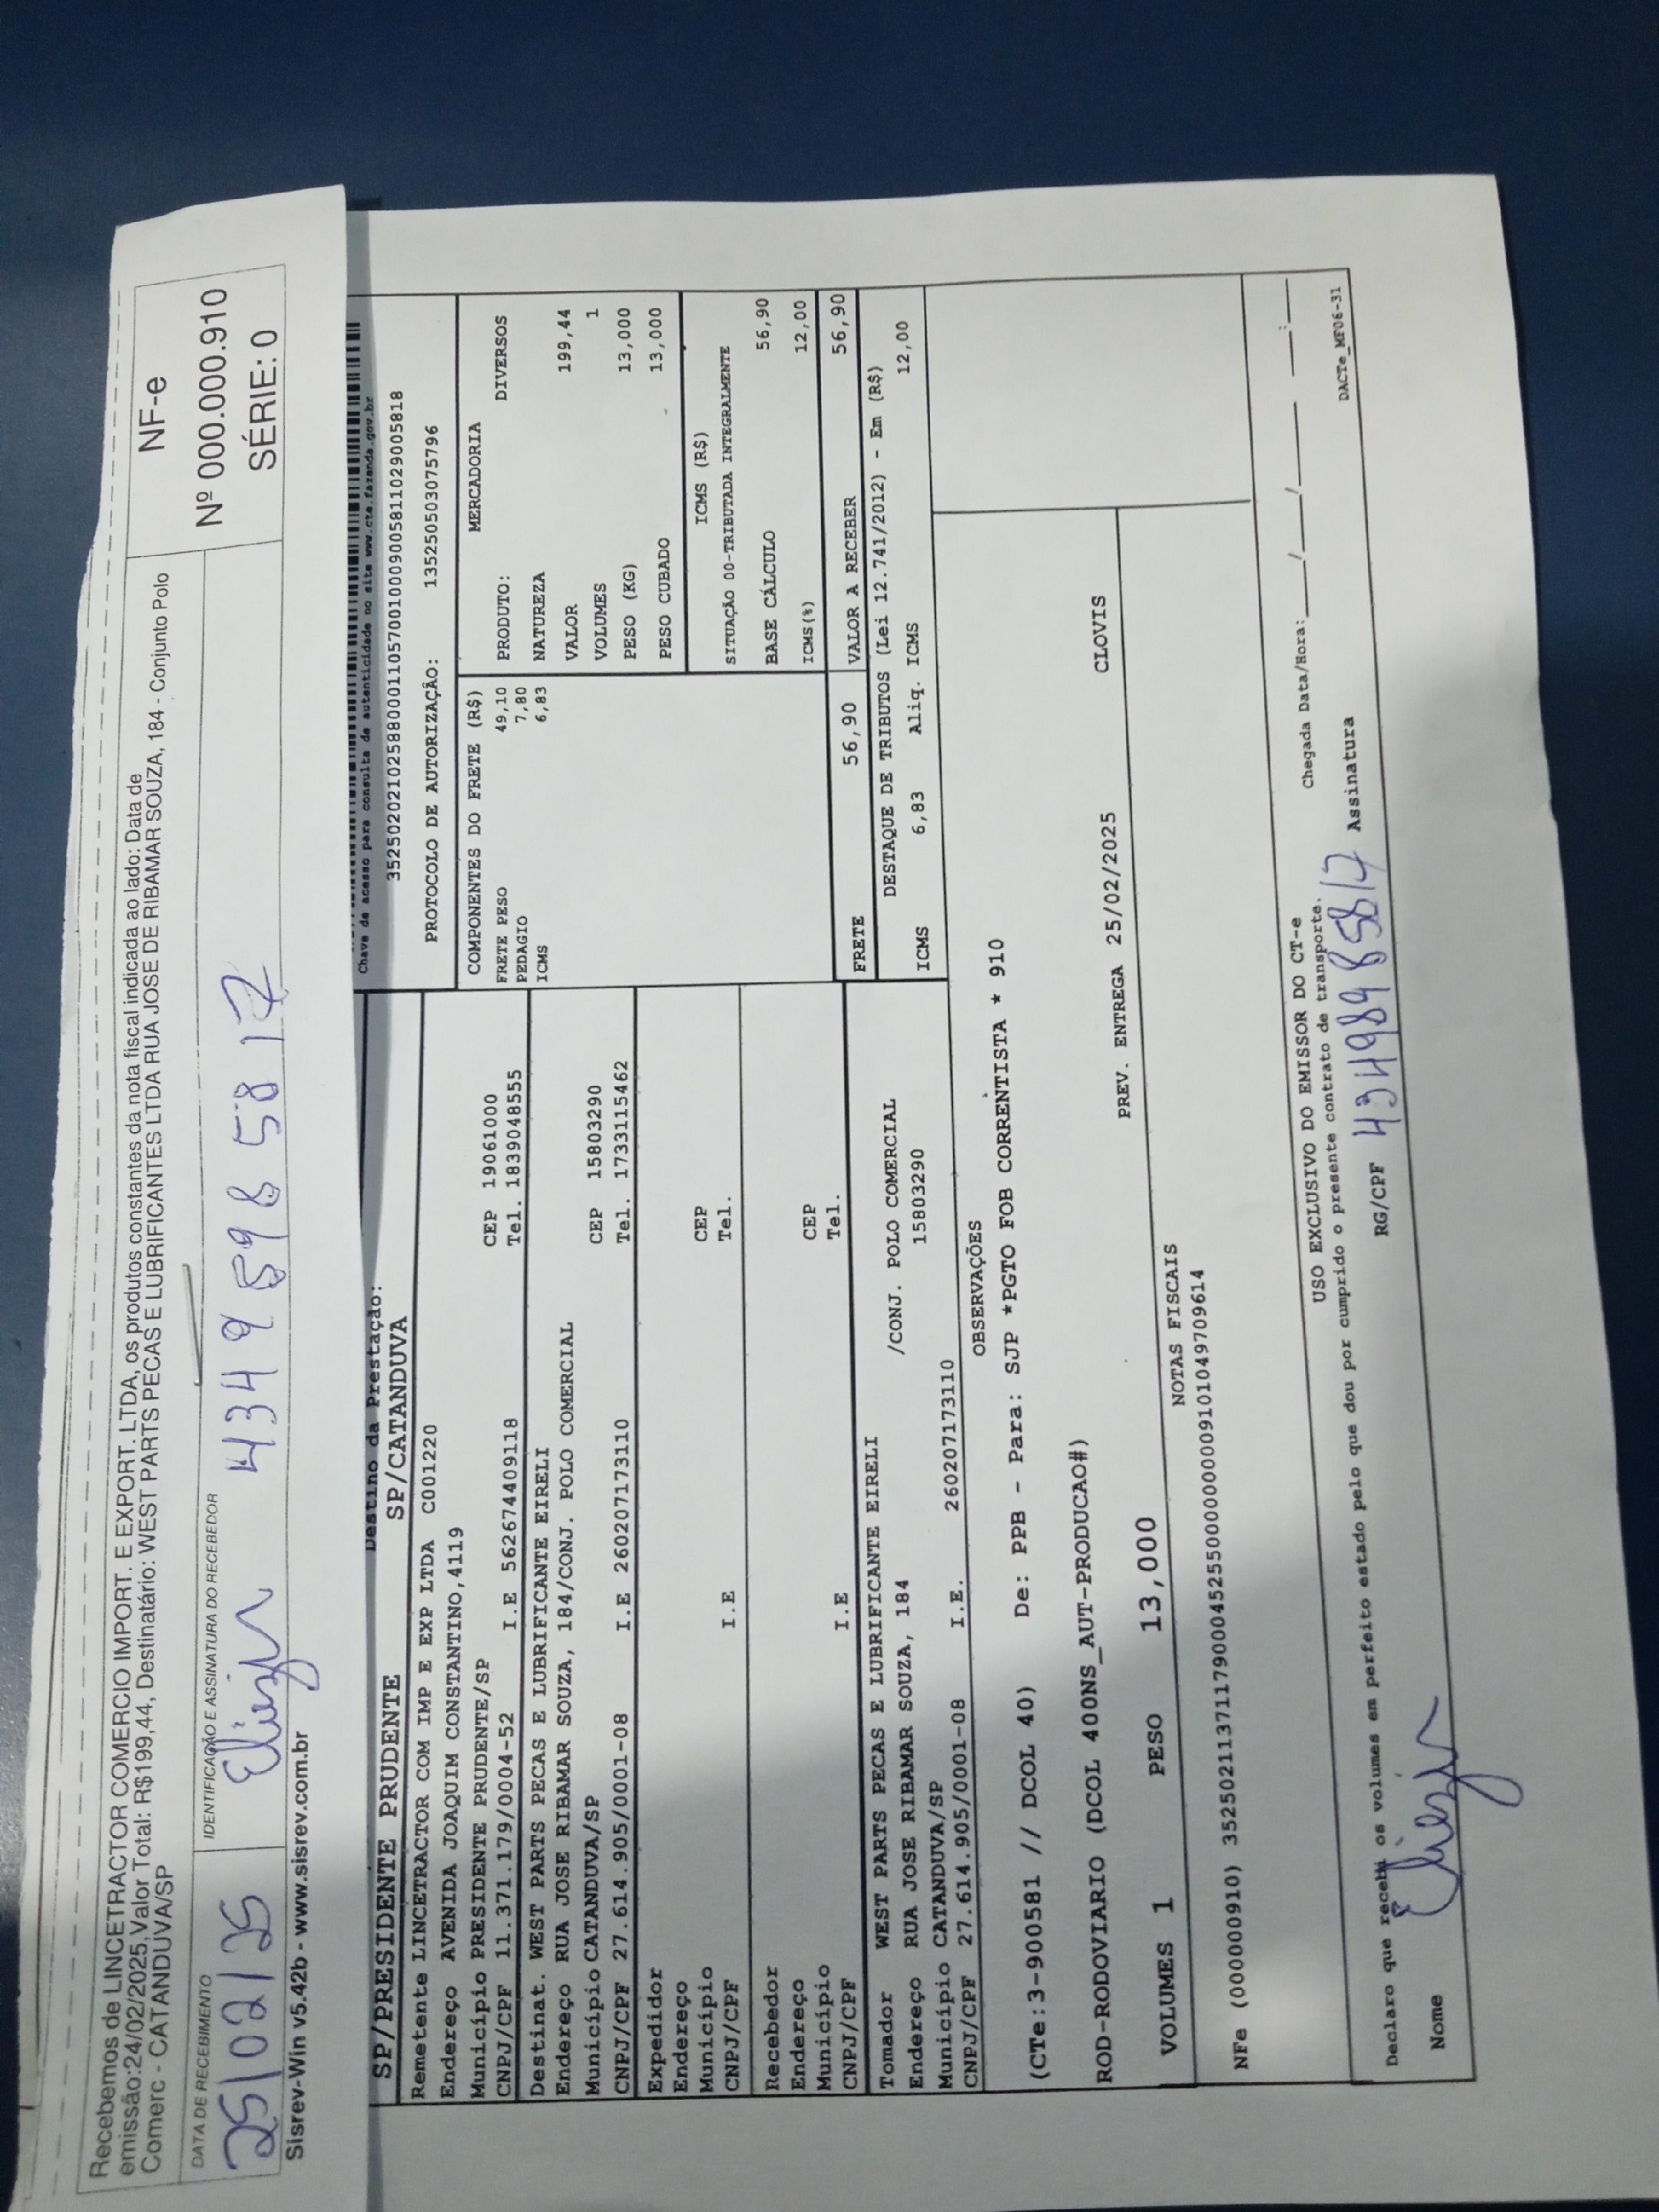 Recebemos de LINCETRACTOR COMERCIO IMPORT. E EXPORT. LTDA, os produtos constantes da nota fiscal indicada ao lado: Data de
emissão:24/02/2025,Valor Total: R$199,44, Destinatário: WEST PARTS PECAS E LUBRIFICANTES LTDA RUA JOSE DE RIBAMAR SOUZA, 184 - Conjunto Polo
Comerc - CATANDUVA/SP
NF-e
Nº 000.000.910
SÉRIE: 0
DATA DE RECEBIMENTO
25/02/25
IDENTIFICAÇÃO E ASSINATURA DO RECEBEDOR
43498985817
Sisrev-Win v5.42b - www.sisrev.com.br
Chave de acesso para consulta de autenticidade no site www.cte.fazenda.gov.br
PROTOCOLO DE AUTORIZAÇÃO: 135250503075796
Destino da Prestação:
SP/PRESIDENTE PRUDENTE SP/CATANDUVA
Remetente LINCETRACTOR COM IMP E EXP LTDA C001220
Endereço AVENIDA JOAQUIM CONSTANTINO,4119
Município PRESIDENTE PRUDENTE/SP CEP 19061000
CNPJ/CPF 11.371.179/0004-52 I.E 562674409118 Tel. 1839048555
Destinat. WEST PARTS PECAS E LUBRIFICANTE EIRELI
Endereço RUA JOSE RIBAMAR SOUZA, 184/CONJ. POLO COMERCIAL
Município CATANDUVA/SP CEP 15803290
CNPJ/CPF 27.614.905/0001-08 I.E 260207173110 Tel. 1733115462
Expedidor
Endereço
Município CEP
CNPJ/CPF I.E Tel.
Recebedor
Endereço
Município CEP
CNPJ/CPF I.E Tel.
Tomador WEST PARTS PECAS E LUBRIFICANTE EIRELI
Endereço RUA JOSE RIBAMAR SOUZA, 184 /CONJ. POLO COMERCIAL
Município CATANDUVA/SP 15803290
CNPJ/CPF 27.614.905/0001-08 I.E. 260207173110
COMPONENTES DO FRETE (R$)
FRETE PESO 49,10
PEDAGIO 7,80
ICMS 6,83
MERCADORIA
PRODUTO: DIVERSOS
NATUREZA
VALOR 199,44
VOLUMES 1
PESO (KG) 13,000
PESO CUBADO 13,000
ICMS (R$)
SITUAÇÃO 00-TRIBUTADA INTEGRALMENTE
BASE CÁLCULO 56,90
ICMS(%) 12,00
FRETE 56,90 VALOR A RECEBER 56,90
DESTAQUE DE TRIBUTOS (Lei 12.741/2012) - Em (R$)
ICMS 6,83 Aliq. ICMS 12,00
OBSERVAÇÕES
(CTe:3-900581 // DCOL 40) De: PPB - Para: SJP *PGTO FOB CORRENTISTA * 910
ROD-RODOVIARIO (DCOL 400NS_AUT-PRODUCAO#)
PREV. ENTREGA 25/02/2025 CLOVIS
VOLUMES 1 PESO 13,000
NOTAS FISCAIS
NFe (000000910)
USO EXCLUSIVO DO EMISSOR DO CT-e
Chegada Data/Hora:___/___/___ ___:___
Declaro que recebi os volumes em perfeito estado pelo que dou por cumprido o presente contrato de transporte.
Nome RG/CPF 43498985817 Assinatura
DACTe_MF06-31